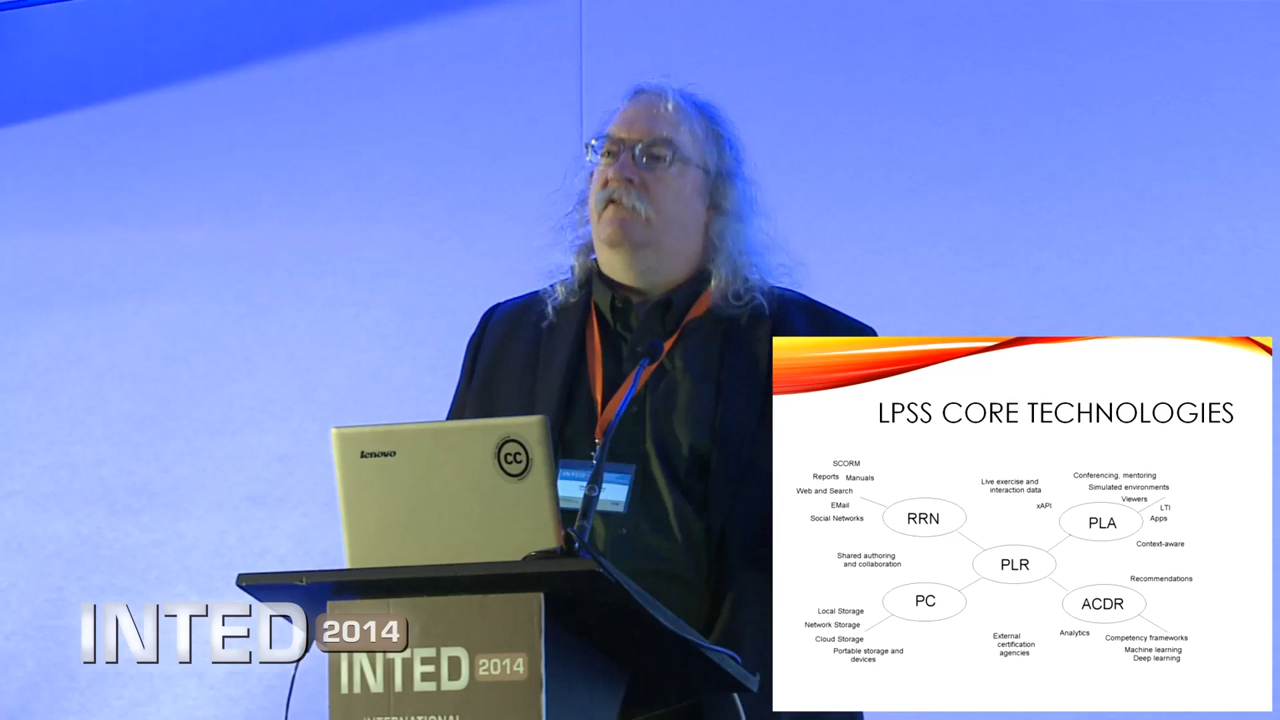 lenovo
CC
INTED
INTED 2014
INTED 2014
INTERNATIONAL
LPSS CORE TECHNOLOGIES
SCORM
Reports Manuals
Web and Search
EMail
Social Networks
RRN
Live exercise and
interaction data
xAPI
Conferencing, mentoring
Simulated environments
Viewers
LTI
Apps
PLA
Context-aware
Shared authoring
and collaboration
PLR
PC
Local Storage
Network Storage
Cloud Storage
Portable storage and
devices
Recommendations
ACDR
External
certification
agencies
Analytics
Competency frameworks
Machine learning
Deep learning